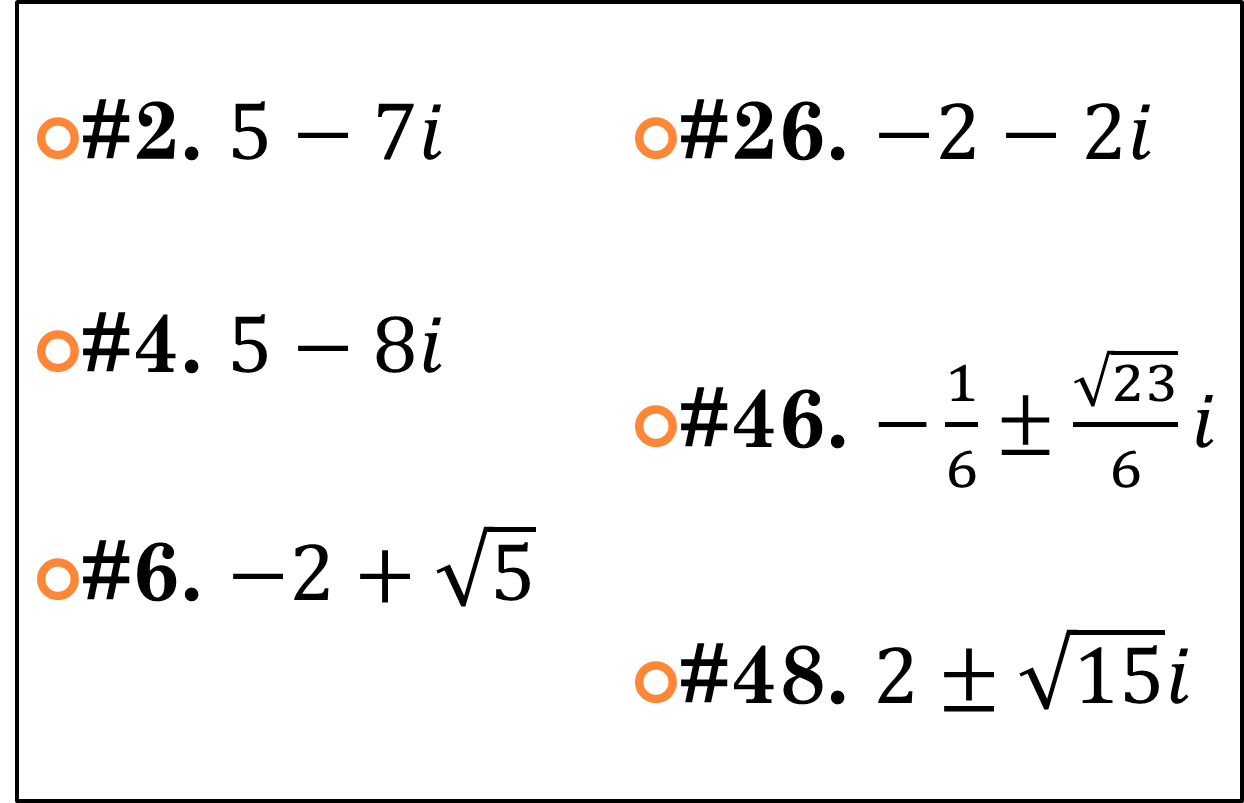 #2. 5 − 7i
#4. 5 − 8i
#6. −2 + √5
#26. −2 − 2i
#46. −1/6 ± √23/6 i
#48. 2 ± √15i